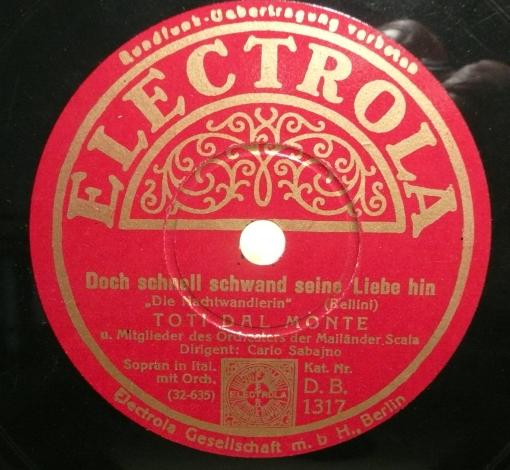 Rundfunk-Uebertragung verboten
ELECTROLA
Doch schnell schwand seine Liebe hin
„Die Nachtwandlerin“ (Bellini)
TOTI DAL MONTE
u. Mitglieder des Orchesters der Mailänder Scala
Dirigent: Carlo Sabajno
Sopran in Ital. mit Orch.
(32-635)
ELECTROLA
Kat. Nr.
D.B.
1317
Electrola Gesellschaft m. b H., Berlin